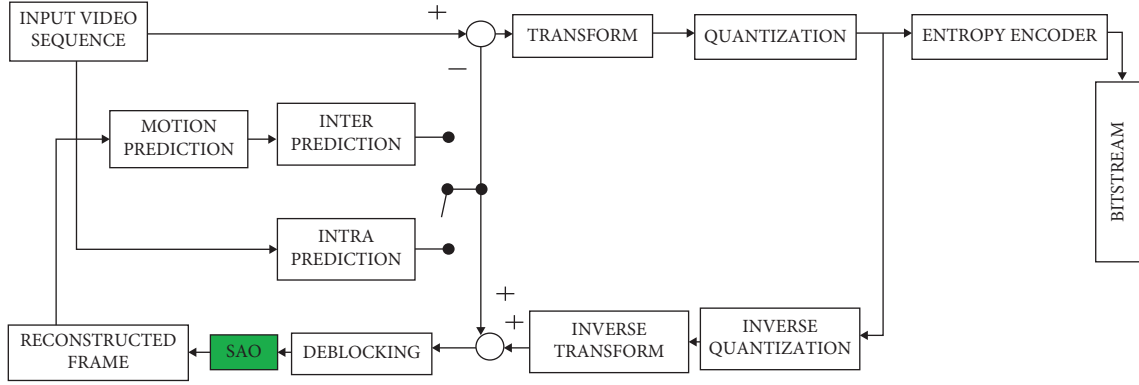 INPUT VIDEO
SEQUENCE
+
TRANSFORM
QUANTIZATION
ENTROPY ENCODER
−
MOTION
PREDICTION
INTER
PREDICTION
BITSTREAM
INTRA
PREDICTION
+
+
RECONSTRUCTED
FRAME
SAO
DEBLOCKING
INVERSE
TRANSFORM
INVERSE
QUANTIZATION